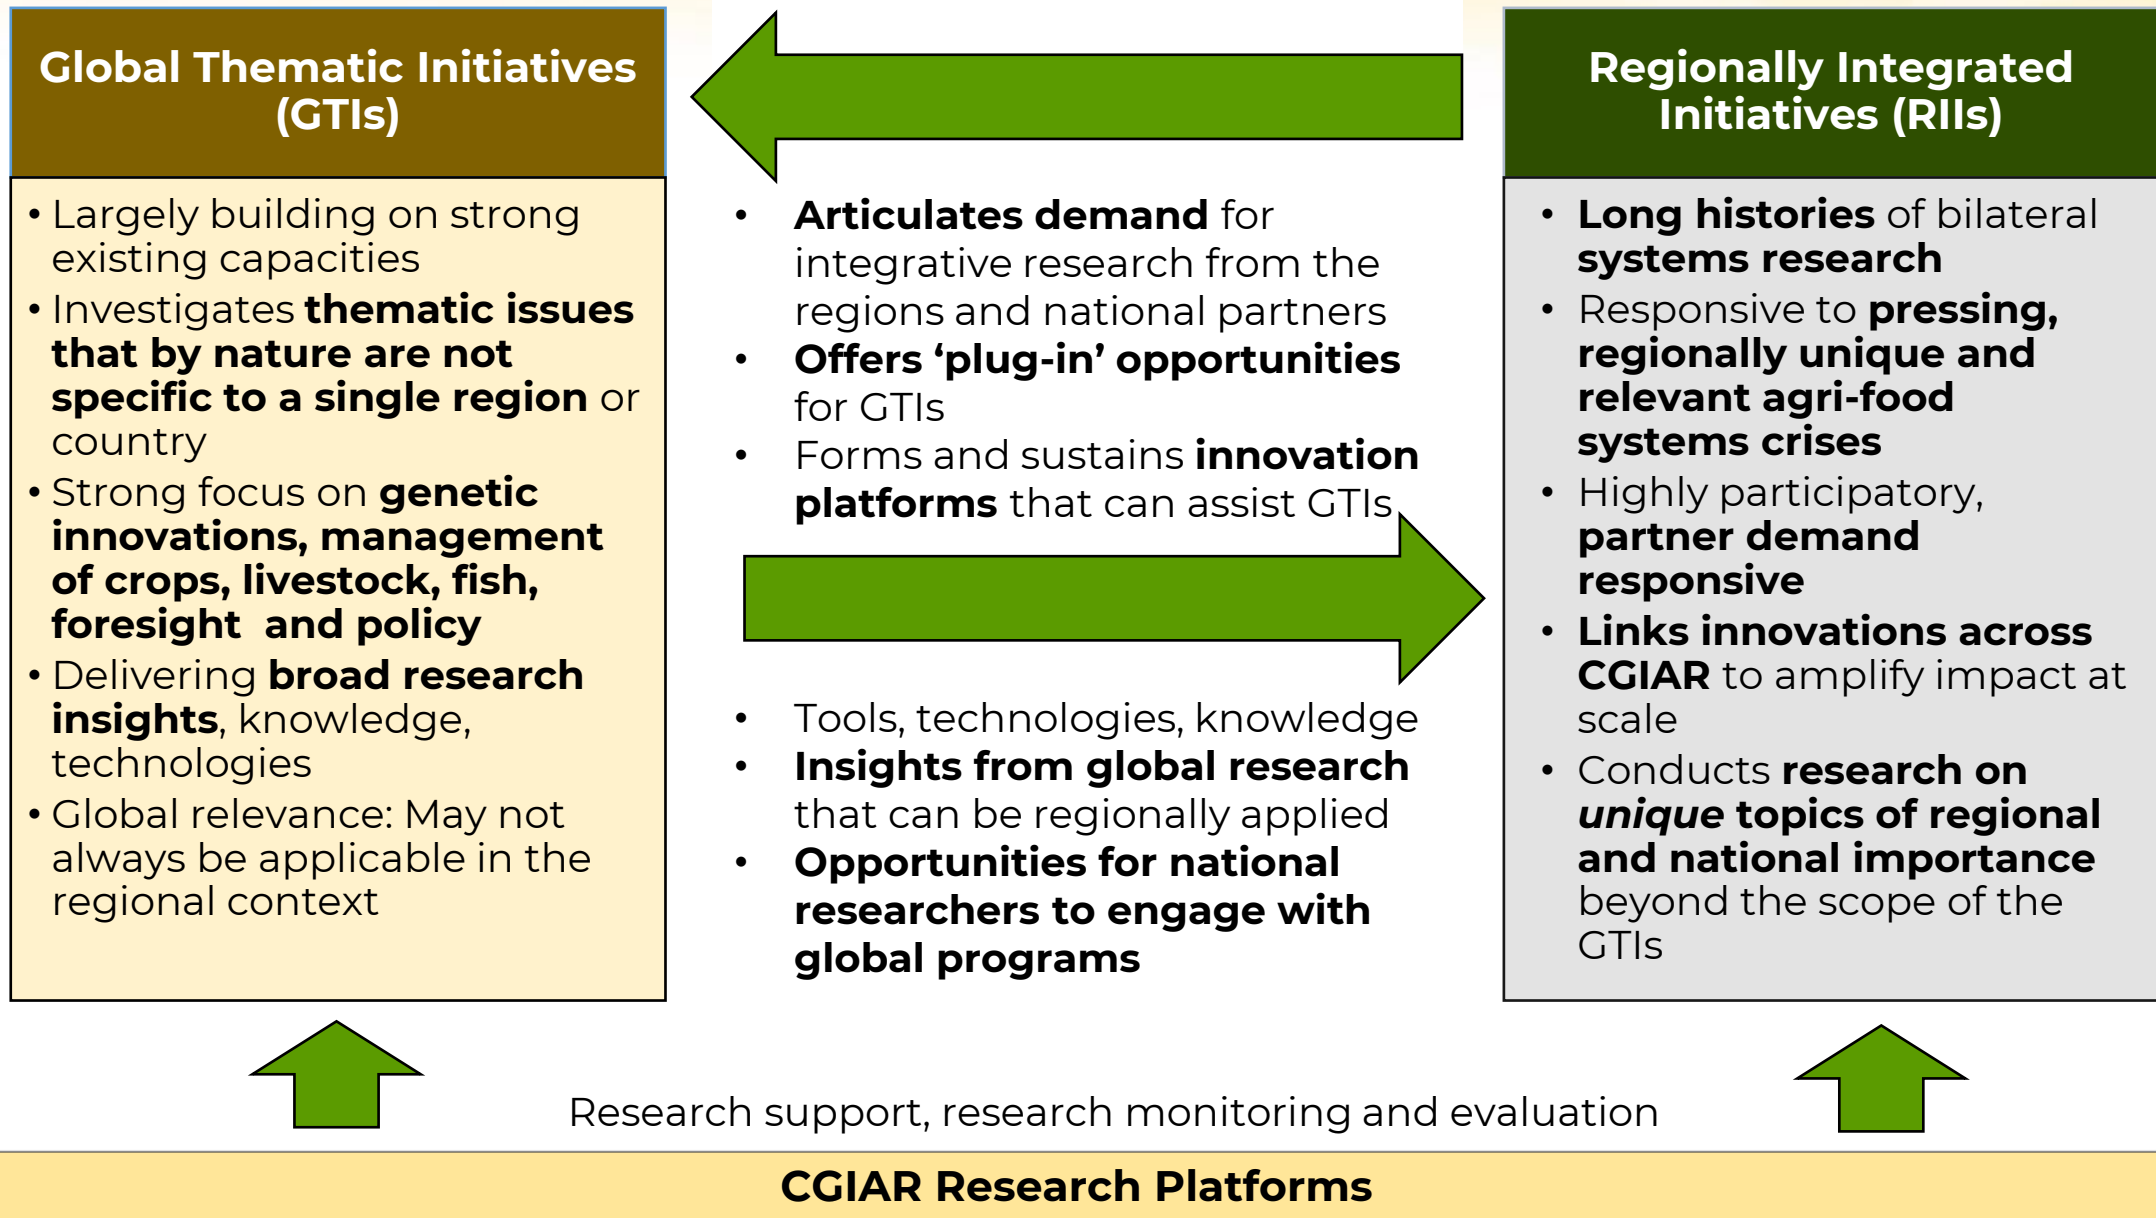 Global Thematic Initiatives
(GTIs)
• Largely building on strong
existing capacities
• Investigates thematic issues
that by nature are not
specific to a single region or
country
• Strong focus on genetic
innovations, management
of crops, livestock, fish,
foresight and policy
• Delivering broad research
insights, knowledge,
technologies
• Global relevance: May not
always be applicable in the
regional context
• Articulates demand for
integrative research from the
regions and national partners
• Offers ‘plug-in’ opportunities
for GTIs
• Forms and sustains innovation
platforms that can assist GTIs
• Tools, technologies, knowledge
• Insights from global research
that can be regionally applied
• Opportunities for national
researchers to engage with
global programs
Regionally Integrated
Initiatives (RIIs)
• Long histories of bilateral
systems research
• Responsive to pressing,
regionally unique and
relevant agri-food
systems crises
• Highly participatory,
partner demand
responsive
• Links innovations across
CGIAR to amplify impact at
scale
• Conducts research on
unique topics of regional
and national importance
beyond the scope of the
GTIs
Research support, research monitoring and evaluation
CGIAR Research Platforms